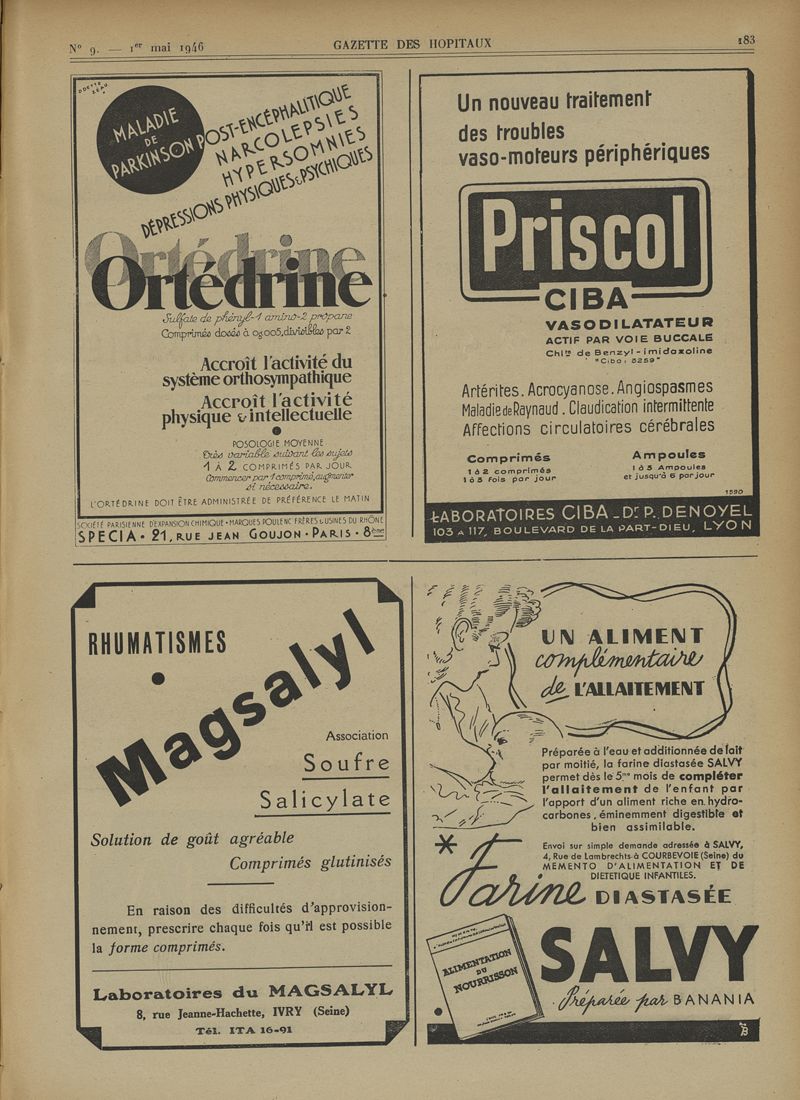 N° 9. — 1er mai 1946
GAZETTE DES HOPITAUX
183
ODETTE
MALADIE
DE
PARKINSON POST-ENCÉPHALITIQUE
NARCOLEPSIES
HYPERSOMNIES
DÉPRESSIONS PHYSIQUES & PSYCHIQUES
Ortédrine
Ortédrine
Sulfate de phényl-1 amino-2 propane
Comprimés dosés à 0g005, divisibles par 2
Accroît l'activité du
système orthosympathique
Accroît l'activité
physique & intellectuelle
POSOLOGIE MOYENNE
Très variable suivant les sujets
1 À 2 COMPRIMÉS PAR JOUR
Commencer par 1 comprimé, augmenter
si nécessaire.
L'ORTÉDRINE DOIT ÊTRE ADMINISTRÉE DE PRÉFÉRENCE LE MATIN
SOCIÉTÉ PARISIENNE D'EXPANSION CHIMIQUE • MARQUES POULENC FRÈRES & USINES DU RHÔNE
SPECIA • 21, RUE JEAN GOUJON • PARIS • 8ème
Un nouveau traitement
des troubles
vaso-moteurs périphériques
Priscol
CIBA
VASODILATATEUR
ACTIF PAR VOIE BUCCALE
Chlte de Benzyl-imidazoline
"Ciba: 3259"
Artérites. Acrocyanose. Angiospasmes
Maladie de Raynaud. Claudication intermittente
Affections circulatoires cérébrales
Comprimés
1 à 2 comprimés
1 à 3 fois par jour
Ampoules
1 à 3 Ampoules
et jusqu'à 6 par jour
1590
LABORATOIRES CIBA - Dr P. DENOYEL
103 A 117, BOULEVARD DE LA PART-DIEU, LYON
RHUMATISMES
Magsalyl
Association
Soufre
Salicylate
Solution de goût agréable
Comprimés glutinisés
En raison des difficultés d'approvision-
nement, prescrire chaque fois qu'il est possible
la forme comprimés.
Laboratoires du MAGSALYL
8, rue Jeanne-Hachette, IVRY (Seine)
Tél. ITA 16-91
UN ALIMENT
complémentaire
de L'ALLAITEMENT
Préparée à l'eau et additionnée de lait
par moitié, la farine diastasée SALVY
permet dès le 5me mois de compléter
l'allaitement de l'enfant par
l'apport d'un aliment riche en hydro-
carbones, éminemment digestible et
bien assimilable.
* Envoi sur simple demande adressée à SALVY,
4, Rue de Lambrechts à COURBEVOIE (Seine) du
MEMENTO D'ALIMENTATION ET DE
DIETETIQUE INFANTILES.
Farine DIASTASÉE
SALVY
Préparée par BANANIA
ALIMENTATION
DU
NOURRISSON